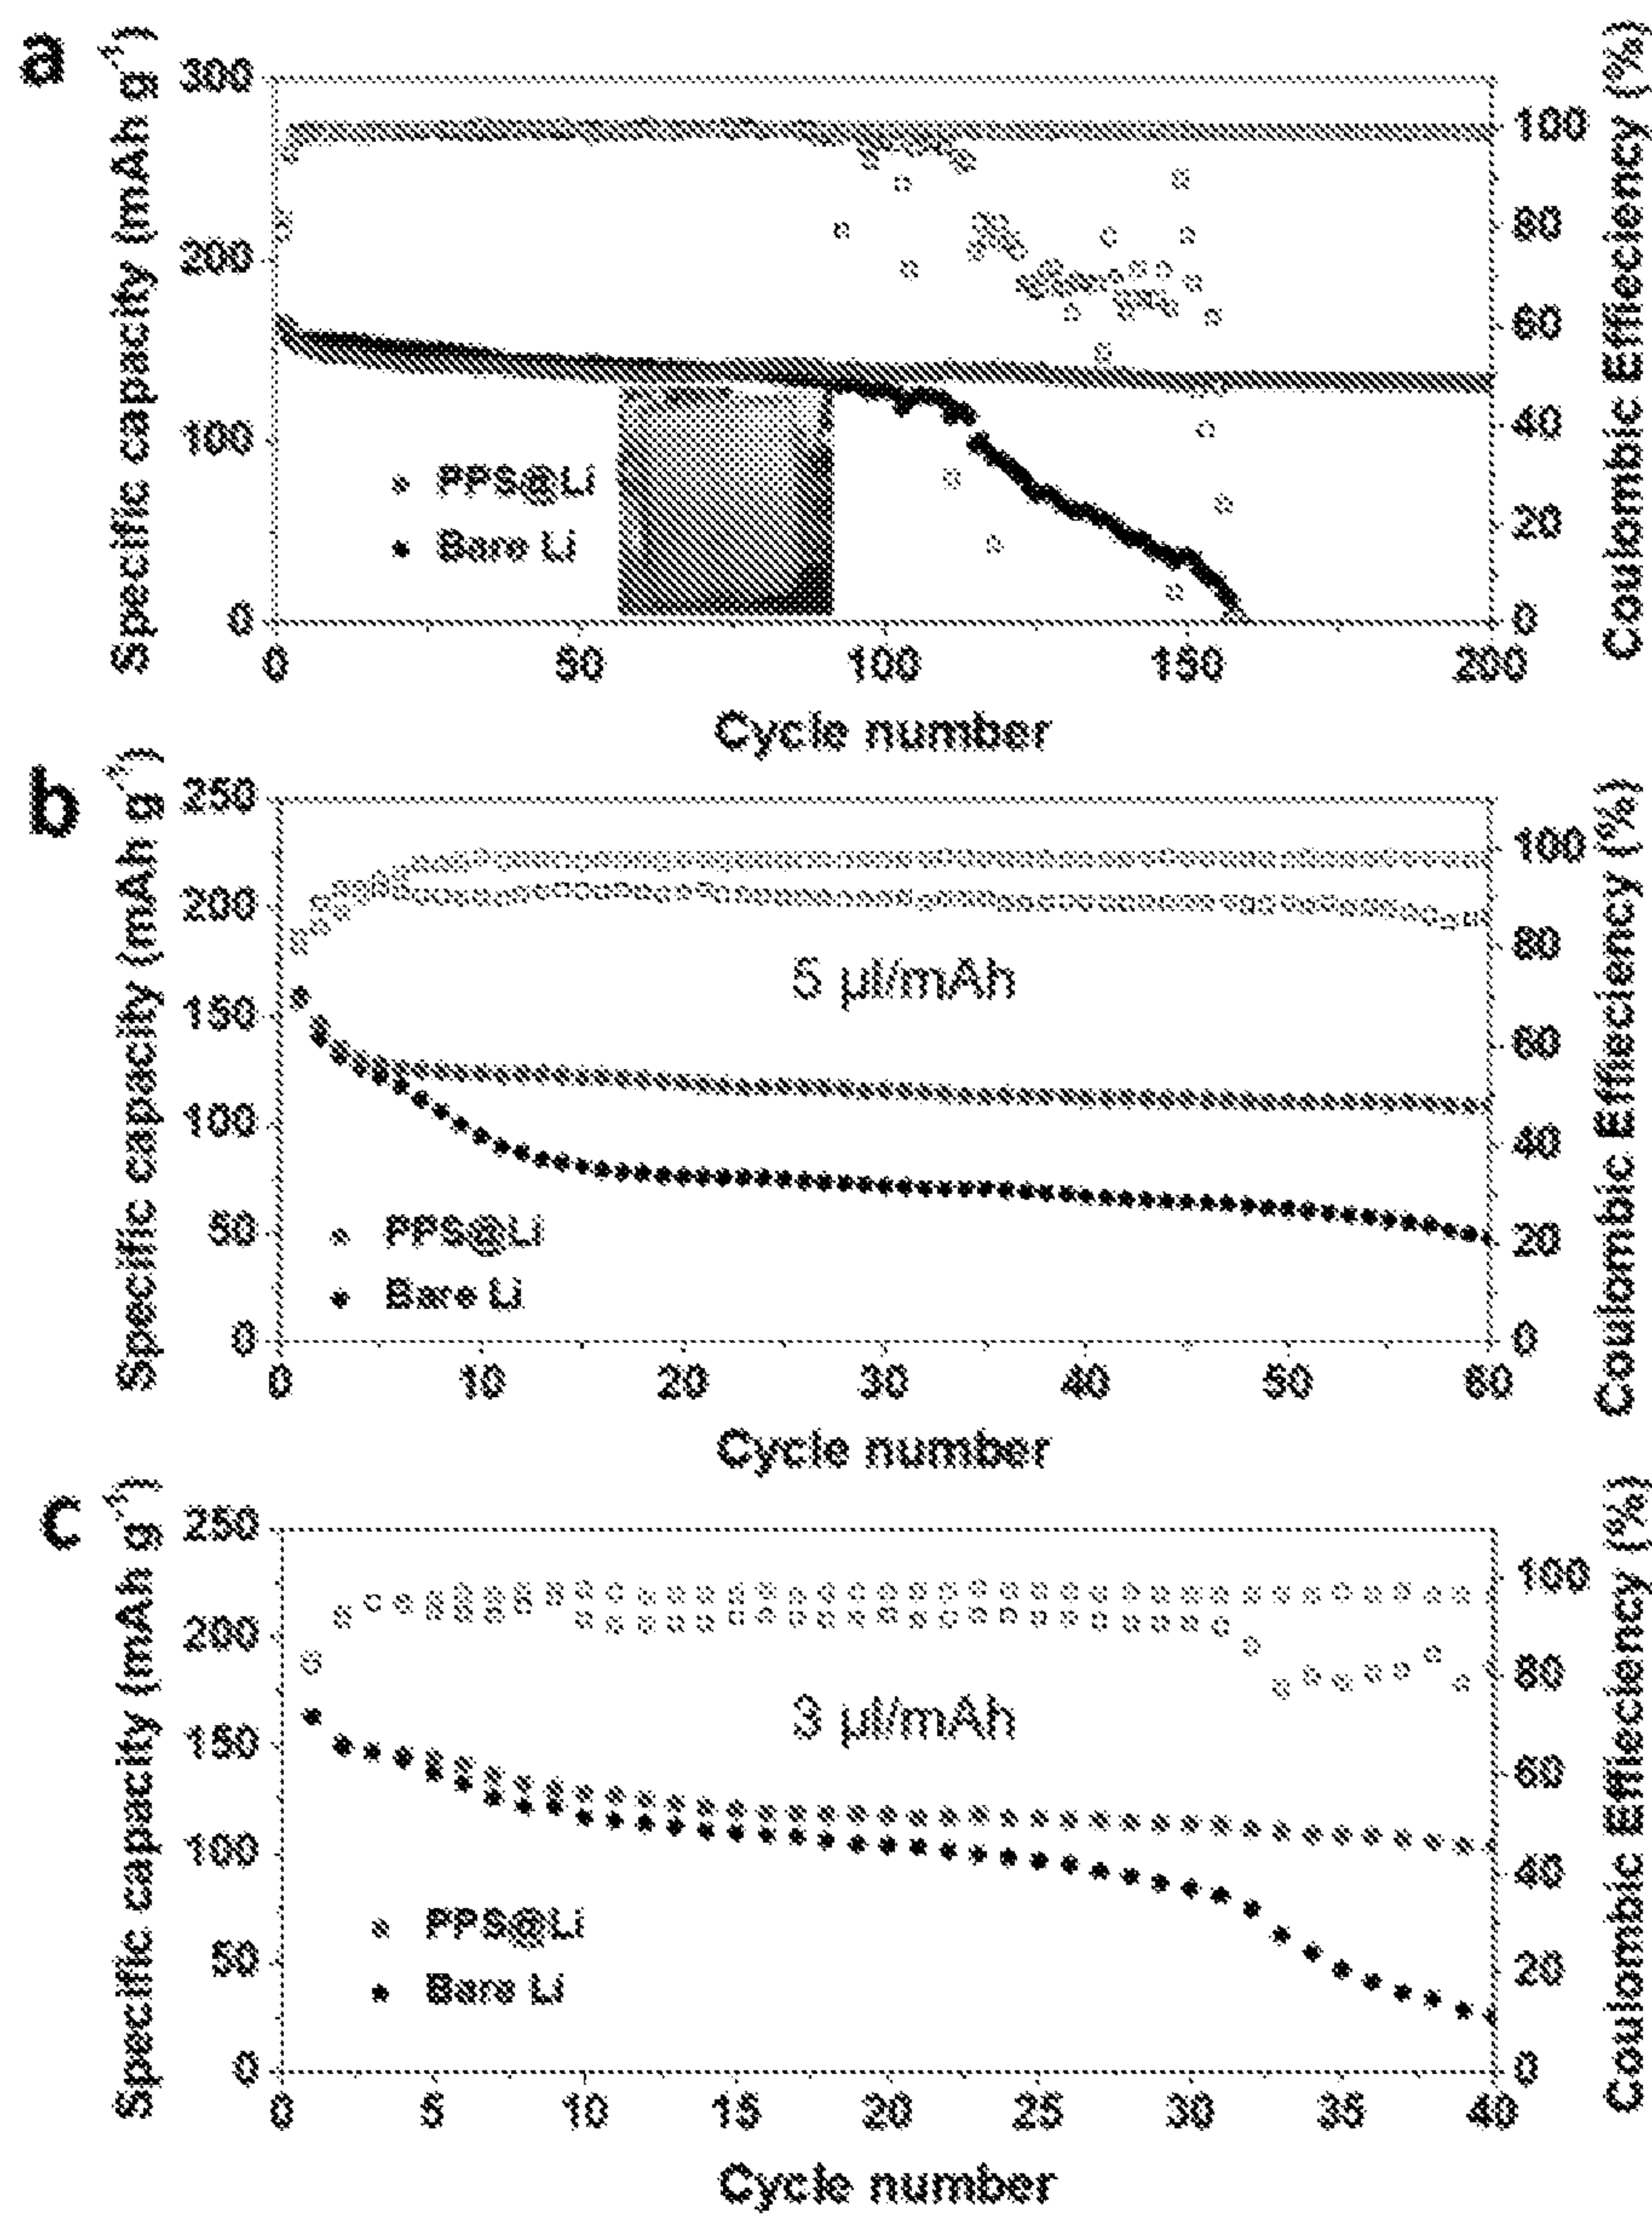 a
Specific capacity (mAh g⁻¹)
300
200
100
0
PPS@Li
Bare Li
100
80
60
40
20
0
Coulombic Effieciency (%)
0 50 100 150 200
Cycle number
b
Specific capacity (mAh g⁻¹)
250
200
150
100
50
0
5 µl/mAh
PPS@Li
Bare Li
100
80
60
40
20
0
Coulombic Effieciency (%)
0 10 20 30 40 50 60
Cycle number
c
Specific capacity (mAh g⁻¹)
250
200
150
100
50
0
3 µl/mAh
PPS@Li
Bare Li
100
80
60
40
20
0
Coulombic Effieciency (%)
0 5 10 15 20 25 30 35 40
Cycle number